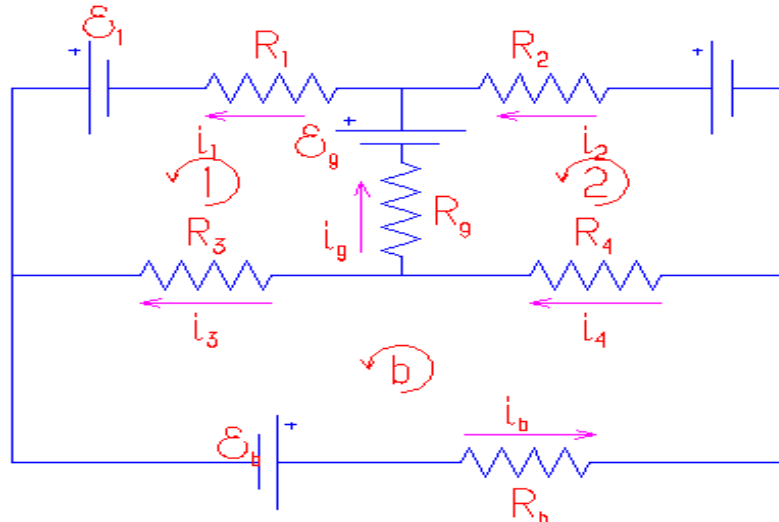 ℰ₁
R₁
R₂
+
+
+
i₁
ℰg
i₂
1
2
R₃
Rg
R₄
ig
i₃
i₄
b
ib
ℰb
+
Rb